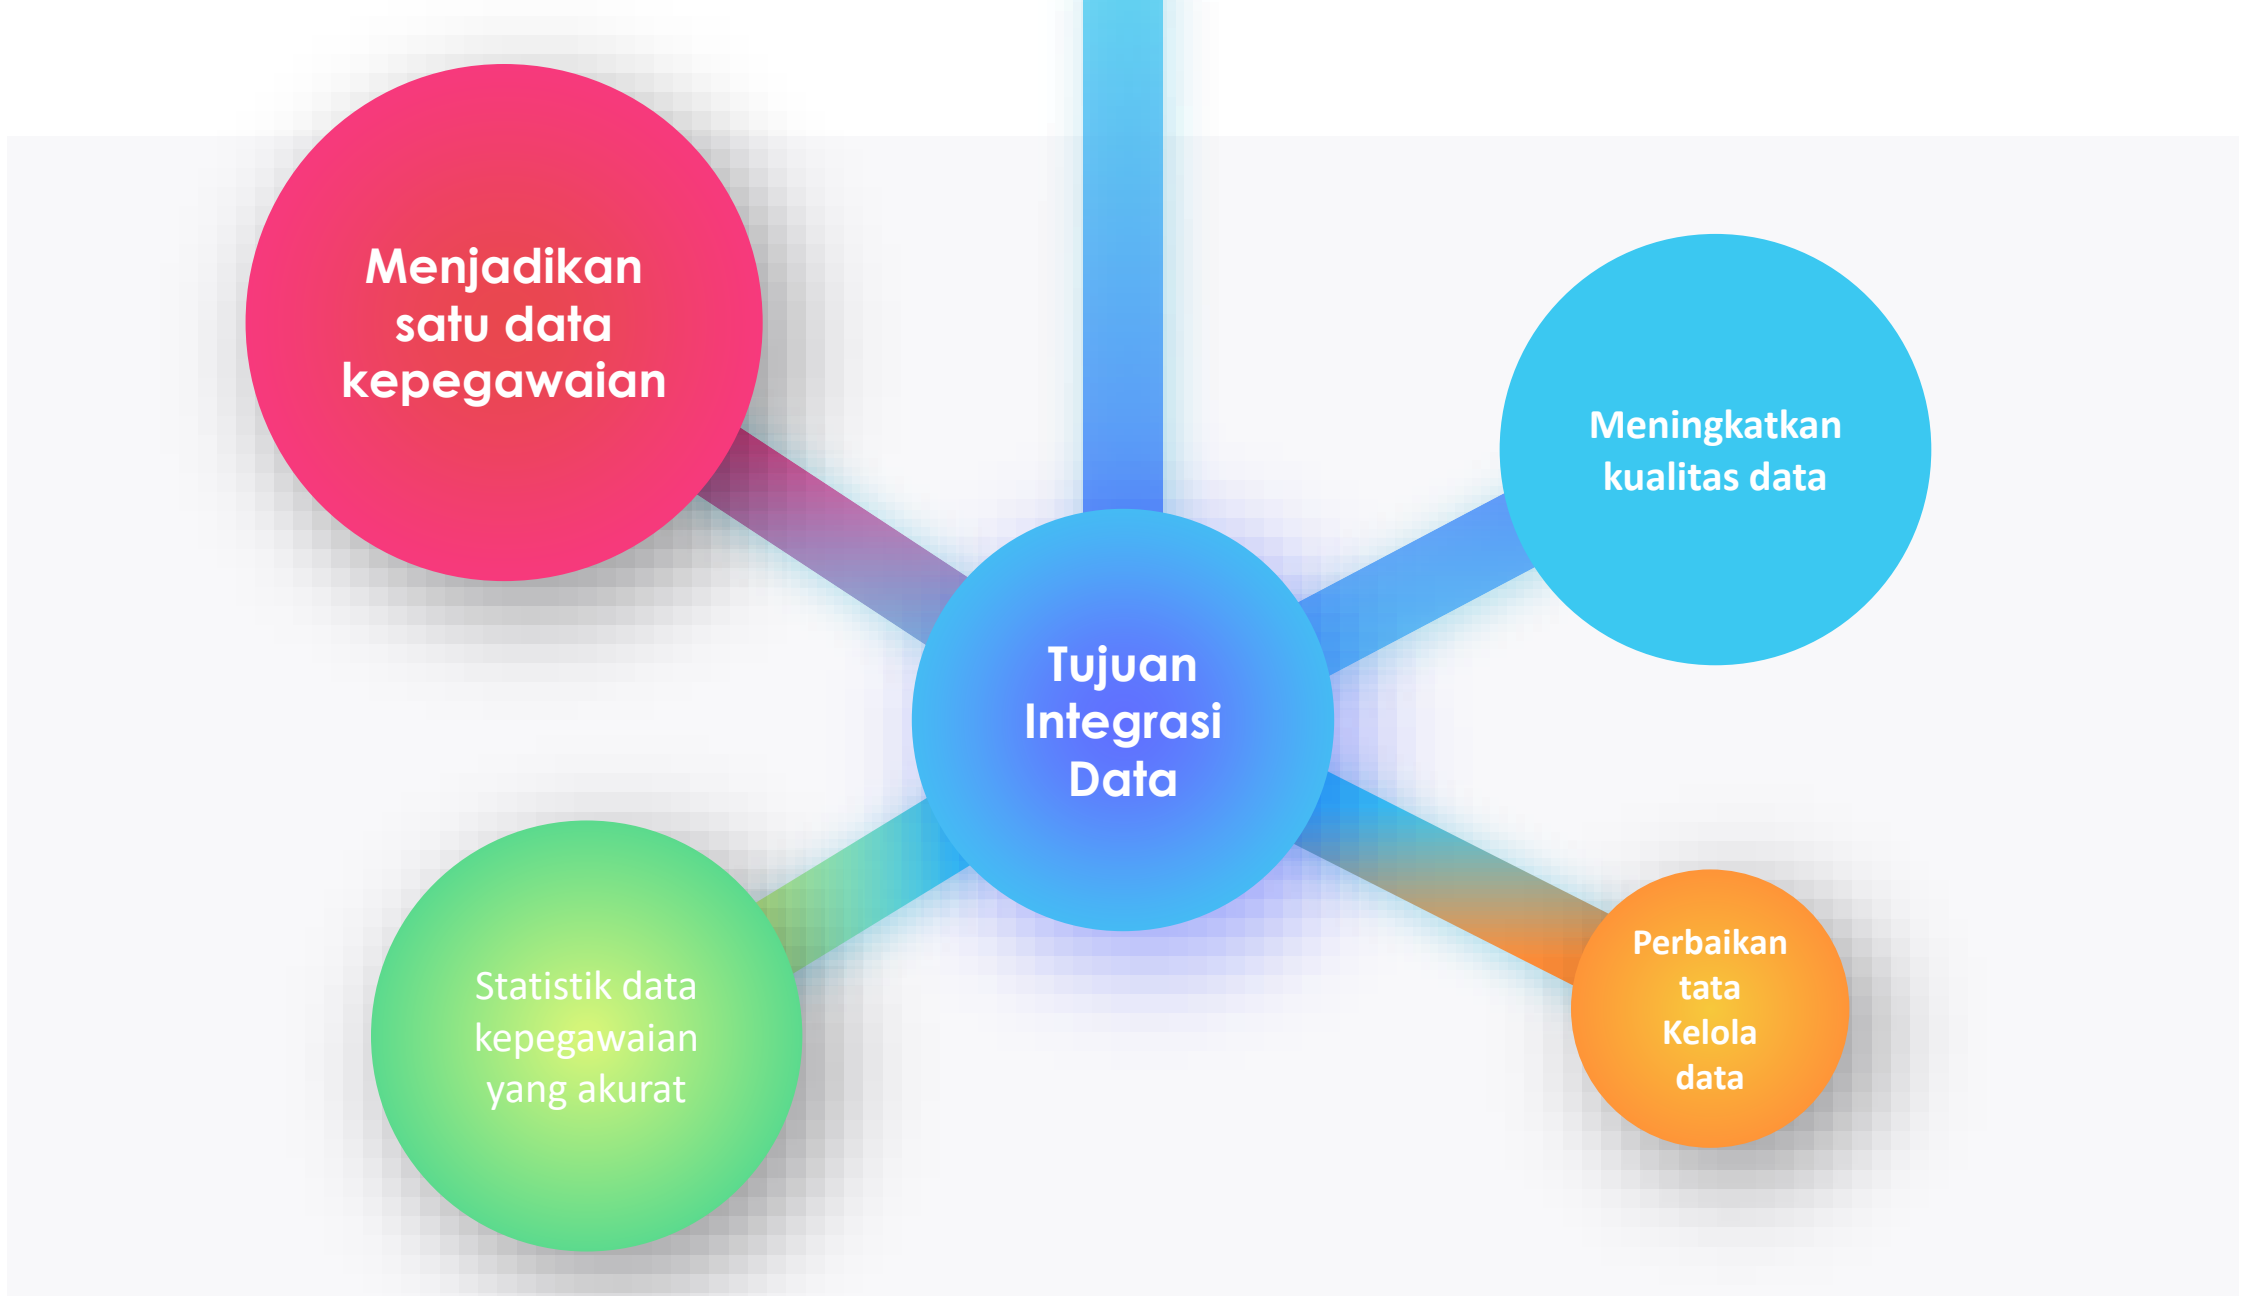 Menjadikan
satu data
kepegawaian
Meningkatkan
kualitas data
Tujuan
Integrasi
Data
Statistik data
kepegawaian
yang akurat
Perbaikan
tata
Kelola
data